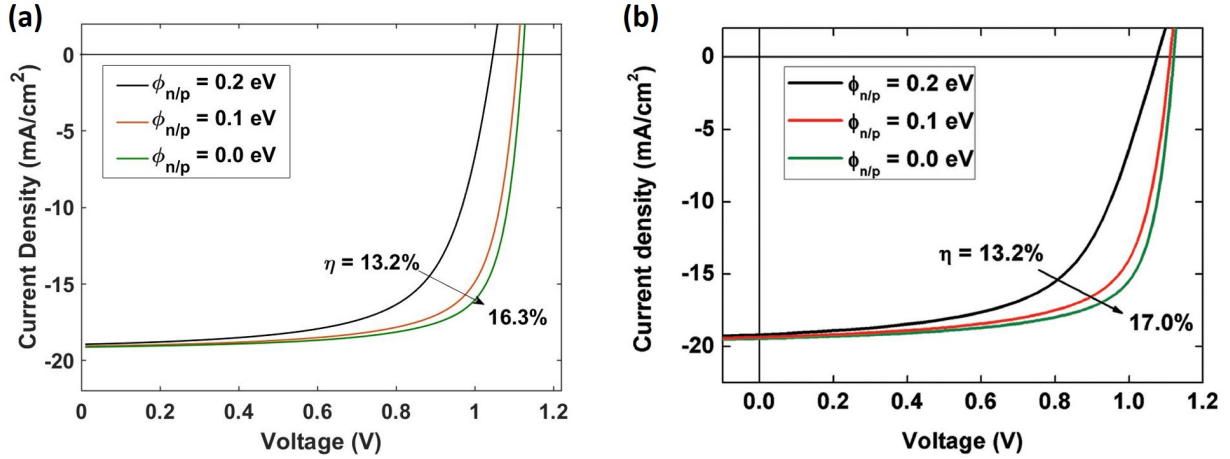 (a)
0
-5
-10
-15
-20
Current Density (mA/cm²)
ϕn/p = 0.2 eV
ϕn/p = 0.1 eV
ϕn/p = 0.0 eV
η = 13.2%
16.3%
0
0.2
0.4
0.6
0.8
1
1.2
Voltage (V)
(b)
0
-5
-10
-15
-20
Current density (mA/cm²)
ϕn/p = 0.2 eV
ϕn/p = 0.1 eV
ϕn/p = 0.0 eV
η = 13.2%
17.0%
0.0
0.2
0.4
0.6
0.8
1.0
1.2
Voltage (V)